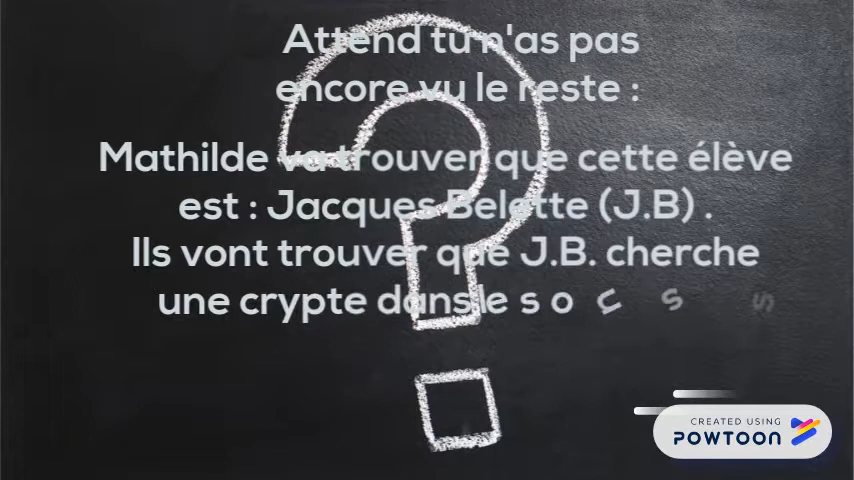 Attend tu n'as pas
encore vu le reste :
Mathilde va trouver que cette élève
est : Jacques Belette (J.B) .
Ils vont trouver que J.B. cherche
une crypte dans le s o u s s
CREATED USING
POWTOON